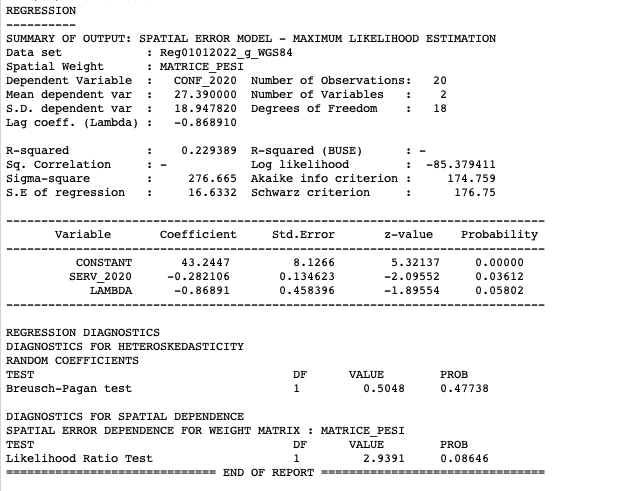 REGRESSION
----------
SUMMARY OF OUTPUT: SPATIAL ERROR MODEL - MAXIMUM LIKELIHOOD ESTIMATION
Data set            : Reg01012022_g_WGS84
Spatial Weight      : MATRICE_PESI
Dependent Variable  :   CONF_2020  Number of Observations:   20
Mean dependent var  :   27.390000  Number of Variables   :    2
S.D. dependent var  :   18.947820  Degrees of Freedom    :   18
Lag coeff. (Lambda) :   -0.868910

R-squared           :    0.229389  R-squared (BUSE)      : -
Sq. Correlation     : -            Log likelihood        :  -85.379411
Sigma-square        :     276.665  Akaike info criterion :     174.759
S.E of regression   :     16.6332  Schwarz criterion     :      176.75

-----------------------------------------------------------------------------
       Variable       Coefficient     Std.Error       z-value    Probability
-----------------------------------------------------------------------------
          CONSTANT       43.2447        8.1266        5.32137      0.00000
         SERV_2020     -0.282106      0.134623       -2.09552      0.03612
            LAMBDA      -0.86891      0.458396       -1.89554      0.05802
-----------------------------------------------------------------------------

REGRESSION DIAGNOSTICS
DIAGNOSTICS FOR HETEROSKEDASTICITY
RANDOM COEFFICIENTS
TEST                                     DF      VALUE        PROB
Breusch-Pagan test                       1         0.5048     0.47738

DIAGNOSTICS FOR SPATIAL DEPENDENCE
SPATIAL ERROR DEPENDENCE FOR WEIGHT MATRIX : MATRICE_PESI
TEST                                     DF      VALUE        PROB
Likelihood Ratio Test                    1         2.9391     0.08646
============================== END OF REPORT ================================